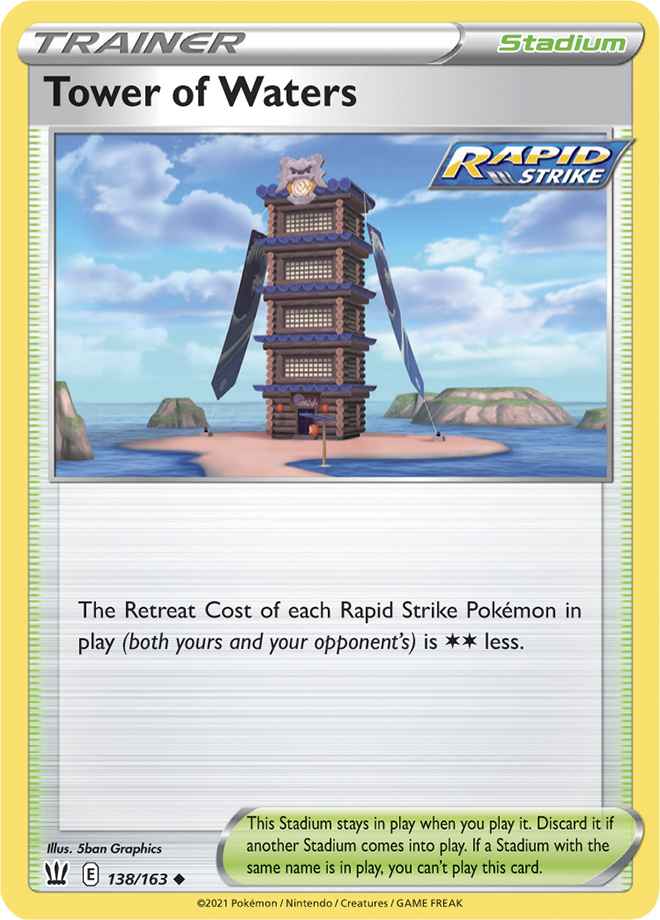 TRAINER
Stadium
Tower of Waters
RAPID
STRIKE
The Retreat Cost of each Rapid Strike Pokémon in
play (both yours and your opponent's) is ✶✶ less.
This Stadium stays in play when you play it. Discard it if
another Stadium comes into play. If a Stadium with the
same name is in play, you can't play this card.
Illus. 5ban Graphics
E 138/163 ◆
©2021 Pokémon / Nintendo / Creatures / GAME FREAK